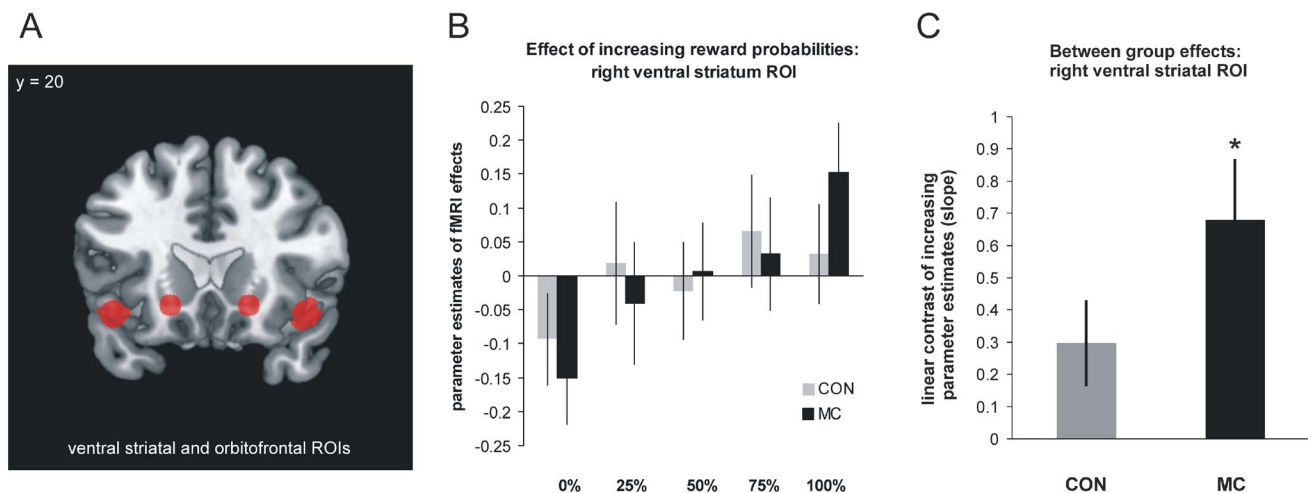 A
y = 20
ventral striatal and orbitofrontal ROIs
B
Effect of increasing reward probabilities:
right ventral striatum ROI
parameter estimates of fMRI effects
0.25
0.2
0.15
0.1
0.05
0
-0.05
-0.1
-0.15
-0.2
-0.25
CON
MC
0% 25% 50% 75% 100%
C
Between group effects:
right ventral striatal ROI
linear contrast of increasing
parameter estimates (slope)
1
0.9
0.8
0.7
0.6
0.5
0.4
0.3
0.2
0.1
0
*
CON MC